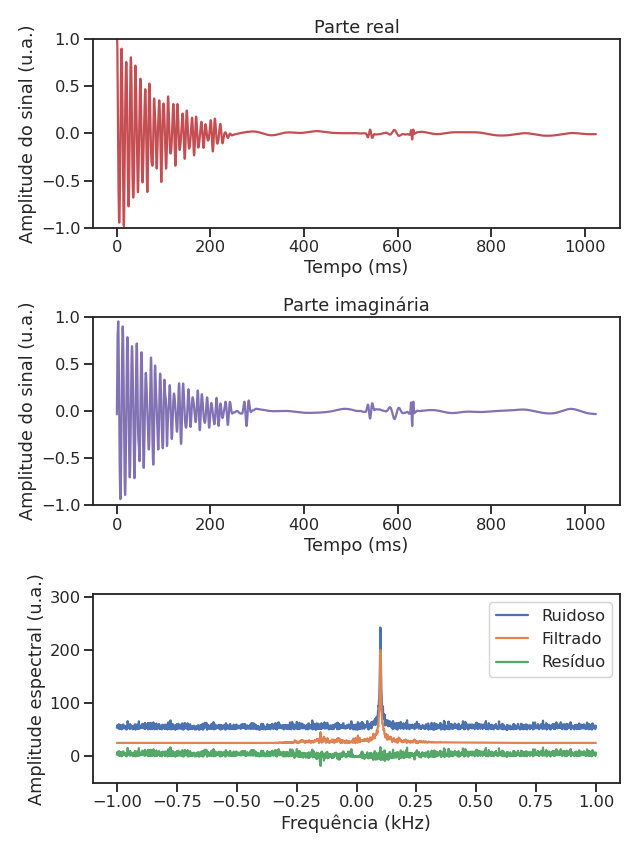 Parte real
Amplitude do sinal (u.a.)
1.0
0.5
0.0
−0.5
−1.0
0 200 400 600 800 1000
Tempo (ms)
Parte imaginária
Amplitude do sinal (u.a.)
1.0
0.5
0.0
−0.5
−1.0
0 200 400 600 800 1000
Tempo (ms)
Amplitude espectral (u.a.)
300
200
100
0
Ruidoso
Filtrado
Resíduo
−1.00 −0.75 −0.50 −0.25 0.00 0.25 0.50 0.75 1.00
Frequência (kHz)